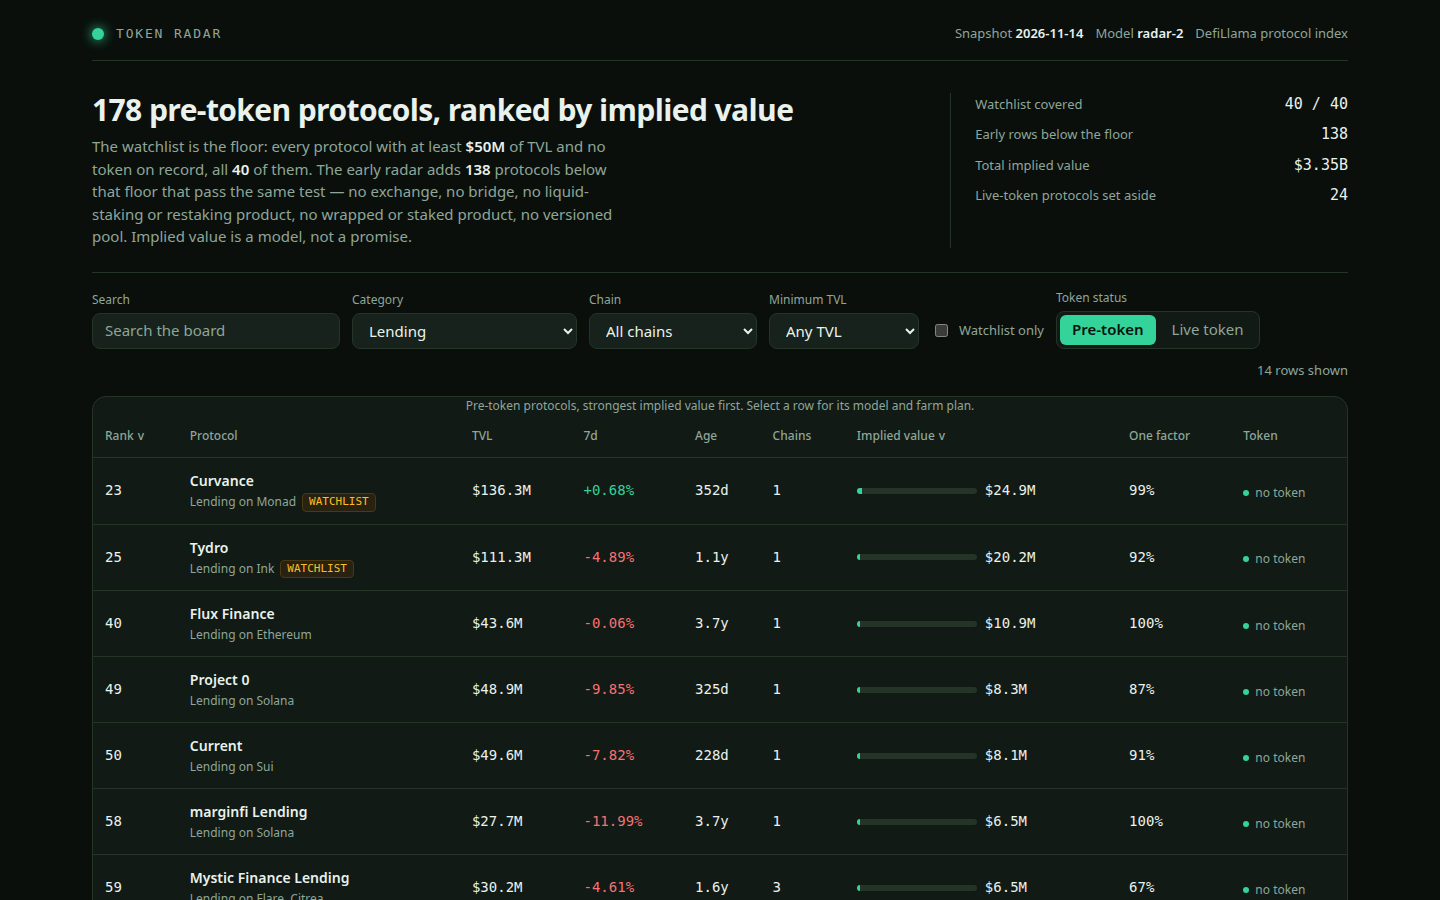 TOKEN RADAR
Snapshot 2026-11-14 Model radar-2 DefiLlama protocol index
178 pre-token protocols, ranked by implied value
The watchlist is the floor: every protocol with at least $50M of TVL and no
token on record, all 40 of them. The early radar adds 138 protocols below
that floor that pass the same test — no exchange, no bridge, no liquid-
staking or restaking product, no wrapped or staked product, no versioned
pool. Implied value is a model, not a promise.
Watchlist covered 40 / 40
Early rows below the floor 138
Total implied value $3.35B
Live-token protocols set aside 24
Search Category Chain Minimum TVL Token status
Search the board Lending All chains Any TVL Watchlist only Pre-token Live token
14 rows shown
Pre-token protocols, strongest implied value first. Select a row for its model and farm plan.
Rank v Protocol TVL 7d Age Chains Implied value v One factor Token
23 Curvance $136.3M +0.68% 352d 1 $24.9M 99% no token
Lending on Monad WATCHLIST
25 Tydro $111.3M -4.89% 1.1y 1 $20.2M 92% no token
Lending on Ink WATCHLIST
40 Flux Finance $43.6M -0.06% 3.7y 1 $10.9M 100% no token
Lending on Ethereum
49 Project 0 $48.9M -9.85% 325d 1 $8.3M 87% no token
Lending on Solana
50 Current $49.6M -7.82% 228d 1 $8.1M 91% no token
Lending on Sui
58 marginfi Lending $27.7M -11.99% 3.7y 1 $6.5M 100% no token
Lending on Solana
59 Mystic Finance Lending $30.2M -4.61% 1.6y 3 $6.5M 67% no token
Lending on Flare, Citrea